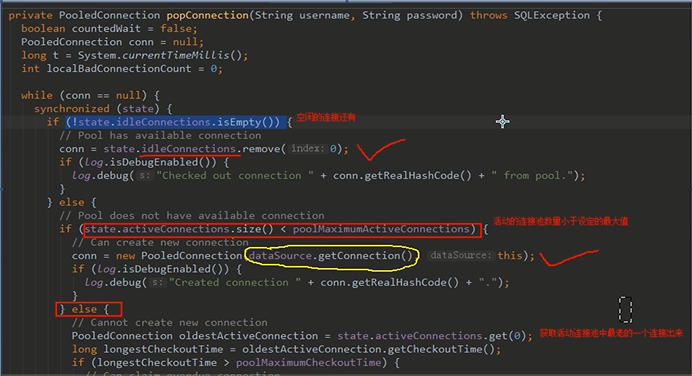 private PooledConnection popConnection(String username, String password) throws SQLException {
boolean countedWait = false;
PooledConnection conn = null;
long t = System.currentTimeMillis();
int localBadConnectionCount = 0;
while (conn == null) {
synchronized (state) {
if (!state.idleConnections.isEmpty()) { 空闲的连接还有
// Pool has available connection
conn = state.idleConnections.remove( index: 0);
if (log.isDebugEnabled()) {
log.debug( s: "Checked out connection " + conn.getRealHashCode() + " from pool.");
}
} else {
// Pool does not have available connection
if (state.activeConnections.size() < poolMaximumActiveConnections) { 活动的连接池数量小于设定的最大值
// Can create new connection
conn = new PooledConnection(dataSource.getConnection(), dataSource: this);
if (log.isDebugEnabled()) {
log.debug( s: "Created connection " + conn.getRealHashCode() + ".");
}
} else {
// Cannot create new connection
PooledConnection oldestActiveConnection = state.activeConnections.get(0); 获取活动连接池中最老的一个连接出来
long longestCheckoutTime = oldestActiveConnection.getCheckoutTime();
if (longestCheckoutTime > poolMaximumCheckoutTime) {
// Can claim overdue connection